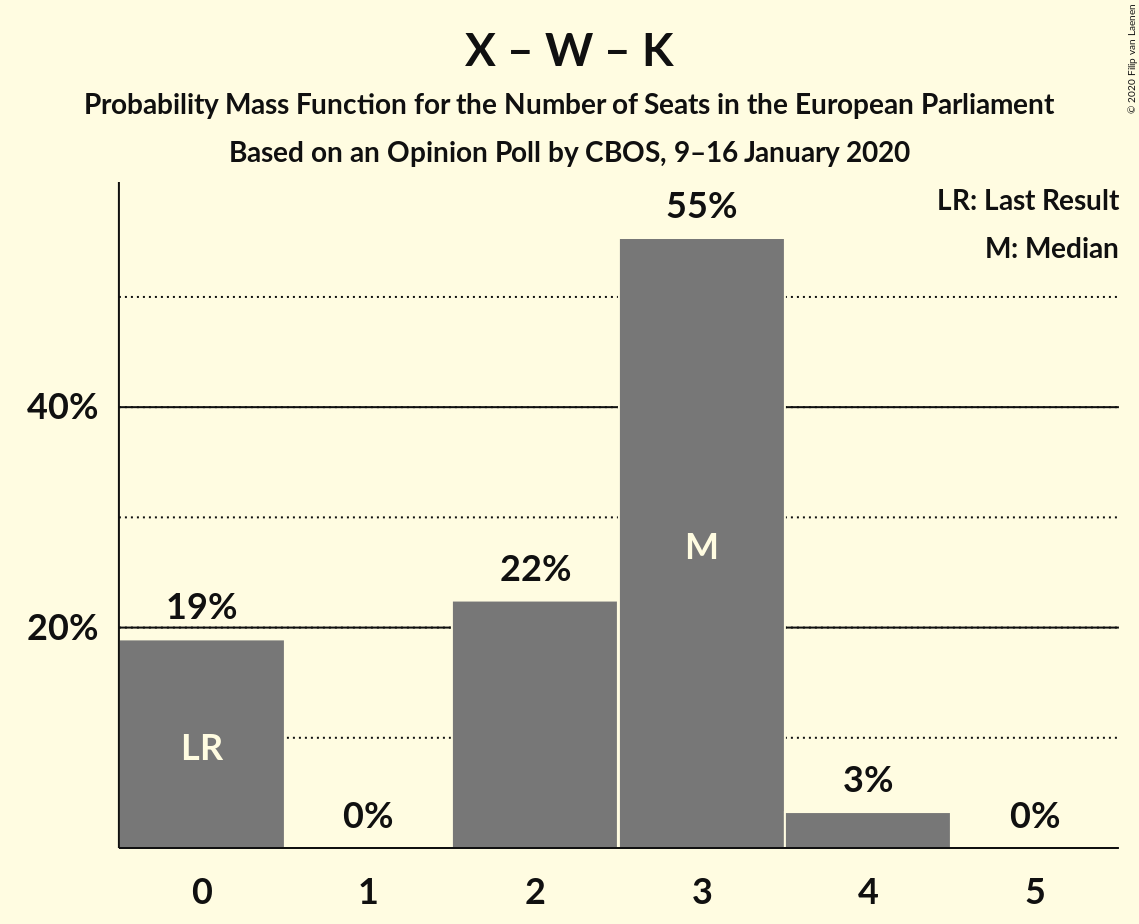 X – W – K
Probability Mass Function for the Number of Seats in the European Parliament
Based on an Opinion Poll by CBOS, 9–16 January 2020
© 2020 Filip van Laenen
LR: Last Result
M: Median
55%
40%
M
22%
19%
20%
LR
3%
0%
0%
0 1 2 3 4 5